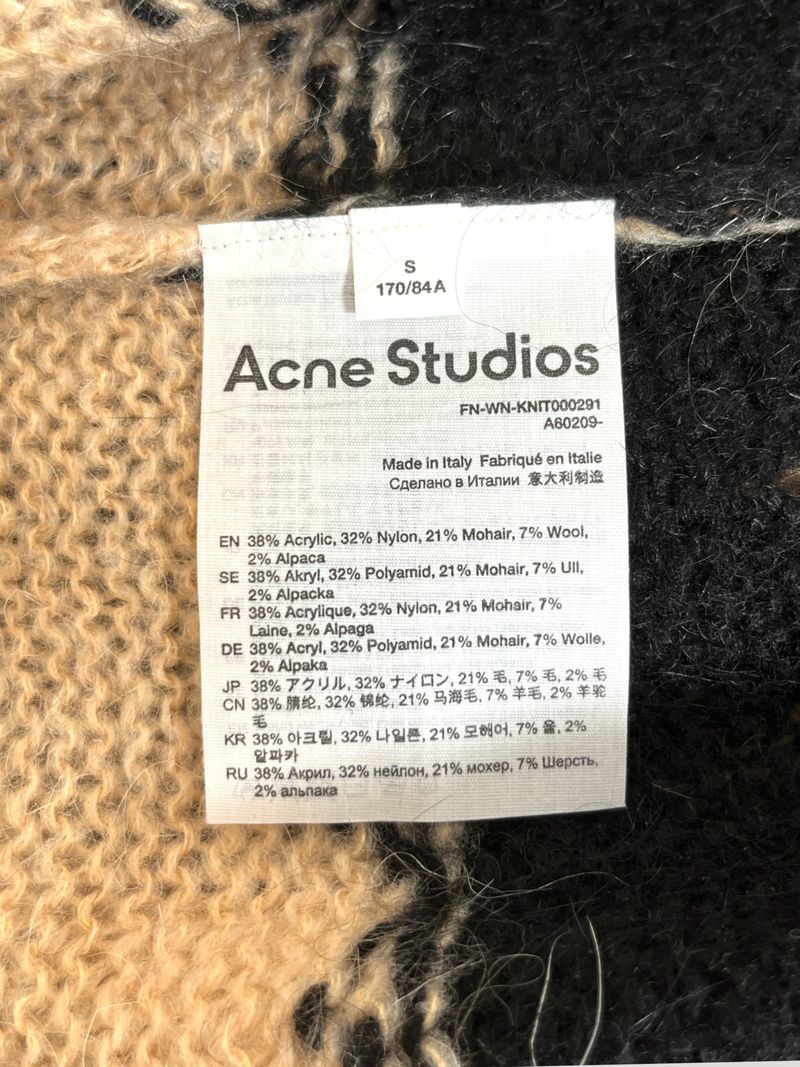 S
170/84A
Acne Studios
FN-WN-KNIT000291
A60209-
Made in Italy Fabriqué en Italie
Сделано в Италии 意大利制造
EN 38% Acrylic, 32% Nylon, 21% Mohair, 7% Wool,
2% Alpaca
SE 38% Akryl, 32% Polyamid, 21% Mohair, 7% Ull,
2% Alpacka
FR 38% Acrylique, 32% Nylon, 21% Mohair, 7%
Laine, 2% Alpaga
DE 38% Acryl, 32% Polyamid, 21% Mohair, 7% Wolle,
2% Alpaka
JP 38% アクリル, 32% ナイロン, 21% 毛, 7% 毛, 2% 毛
CN 38% 腈纶, 32% 锦纶, 21% 马海毛, 7% 羊毛, 2% 羊驼
毛
KR 38% 아크릴, 32% 나일론, 21% 모헤어, 7% 울, 2%
알파카
RU 38% Акрил, 32% нейлон, 21% мохер, 7% Шерсть,
2% альпака